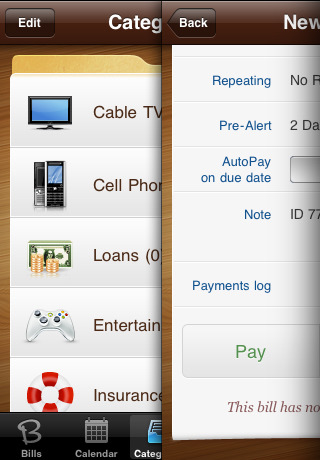 Edit
Categ
Cable TV
Cell Phon
Loans (0
Entertain
Insurance
Bills
Calendar
Categ
Back
New
Repeating
No R
Pre-Alert
2 Da
AutoPay
on due date
Note
ID 77
Payments log
Pay
This bill has no